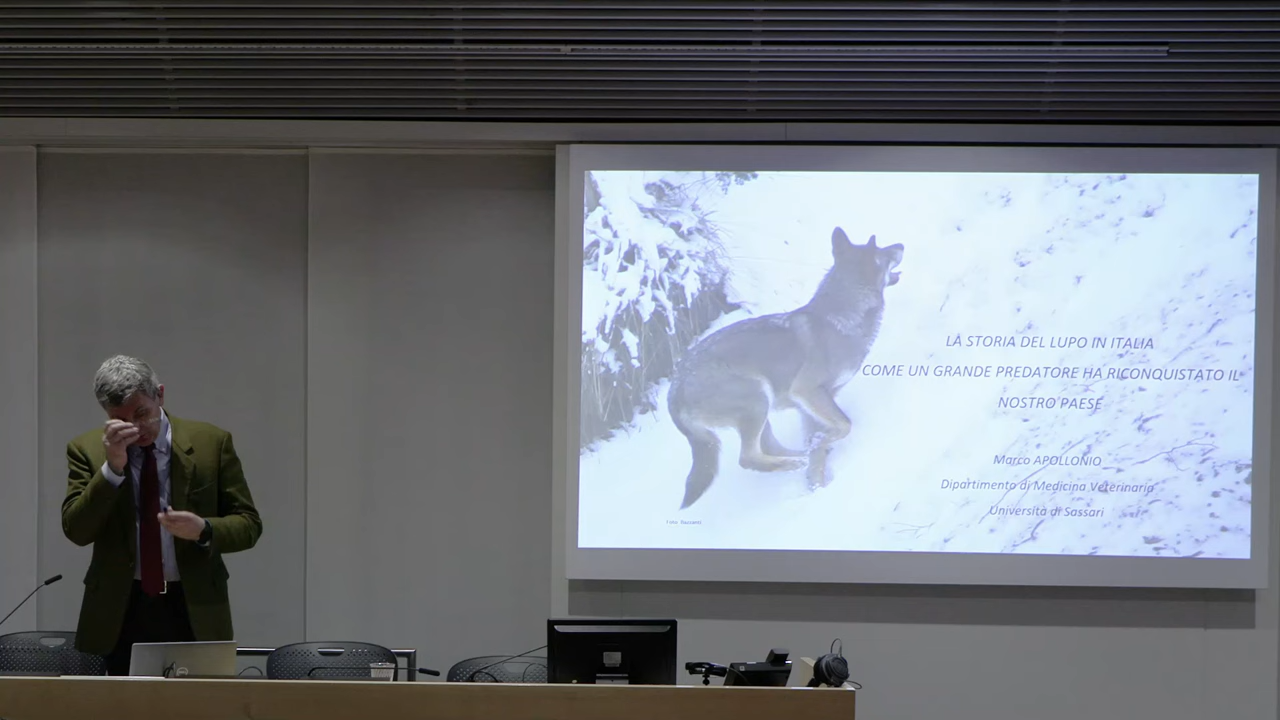 LA STORIA DEL LUPO IN ITALIA
COME UN GRANDE PREDATORE HA RICONQUISTATO IL
NOSTRO PAESE
Marco APOLLONIO
Dipartimento di Medicina Veterinaria
Università di Sassari